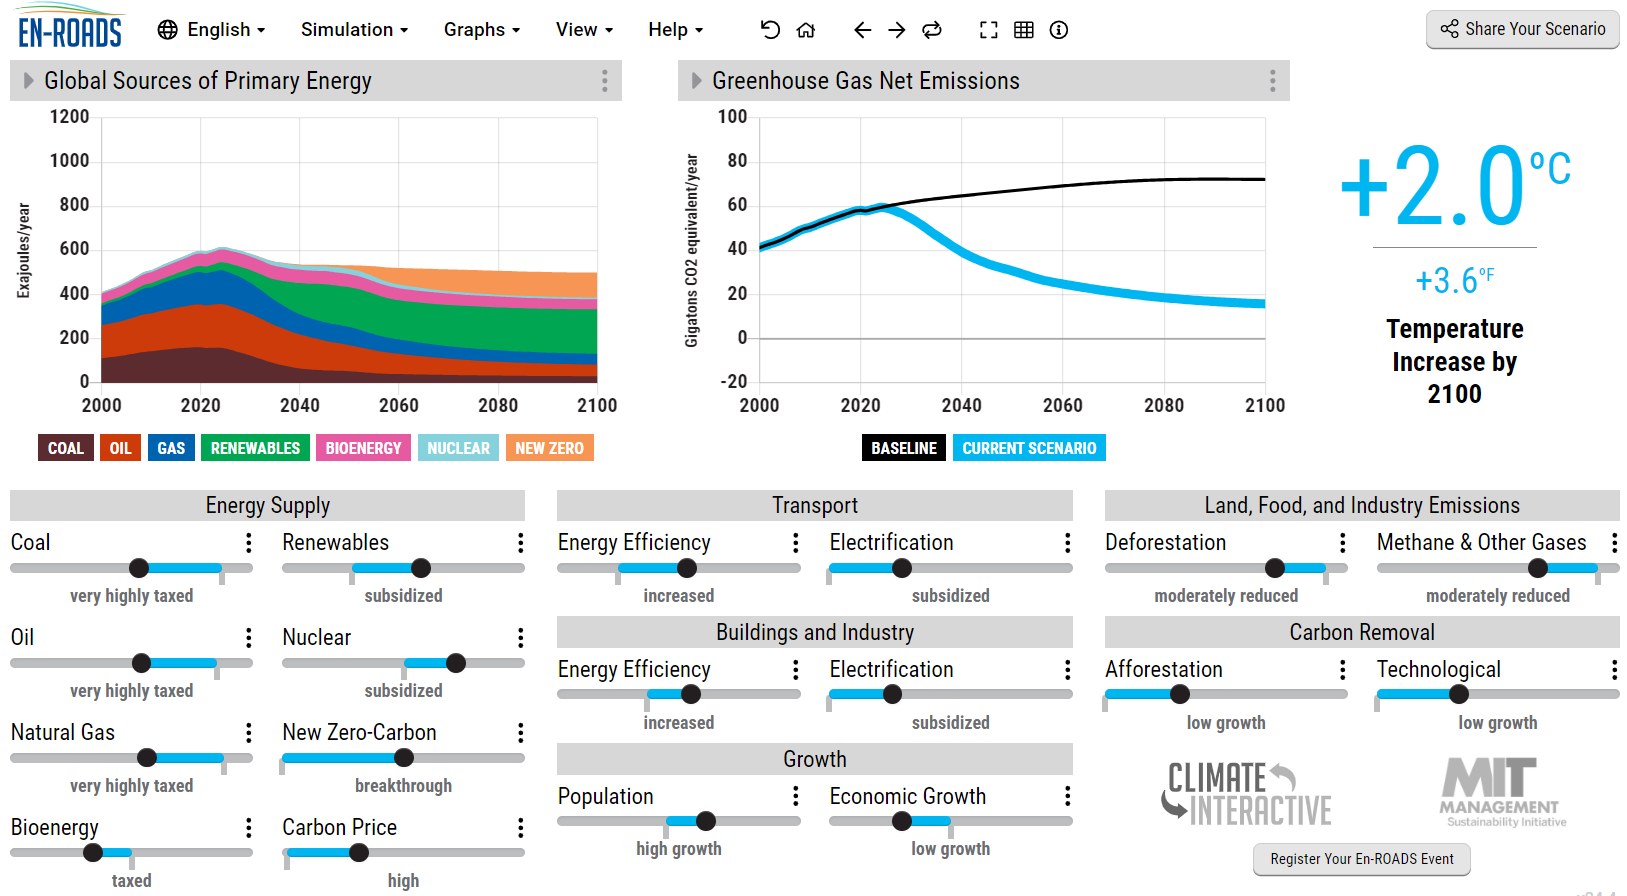 EN-ROADS English Simulation Graphs View Help Share Your Scenario
Global Sources of Primary Energy
Exajoules/year
1200
1000
800
600
400
200
0
2000 2020 2040 2060 2080 2100
COAL OIL GAS RENEWABLES BIOENERGY NUCLEAR NEW ZERO
Greenhouse Gas Net Emissions
Gigatons CO2 equivalent/year
100
80
60
40
20
0
-20
2000 2020 2040 2060 2080 2100
BASELINE CURRENT SCENARIO
+2.0°C
+3.6°F
Temperature
Increase by
2100
Energy Supply
Coal
very highly taxed
Renewables
subsidized
Oil
very highly taxed
Nuclear
subsidized
Natural Gas
very highly taxed
New Zero-Carbon
breakthrough
Bioenergy
taxed
Carbon Price
high
Transport
Energy Efficiency
increased
Electrification
subsidized
Buildings and Industry
Energy Efficiency
increased
Electrification
subsidized
Growth
Population
high growth
Economic Growth
low growth
Land, Food, and Industry Emissions
Deforestation
moderately reduced
Methane & Other Gases
moderately reduced
Carbon Removal
Afforestation
low growth
Technological
low growth
CLIMATE
INTERACTIVE
MIT
MANAGEMENT
Sustainability Initiative
Register Your En-ROADS Event